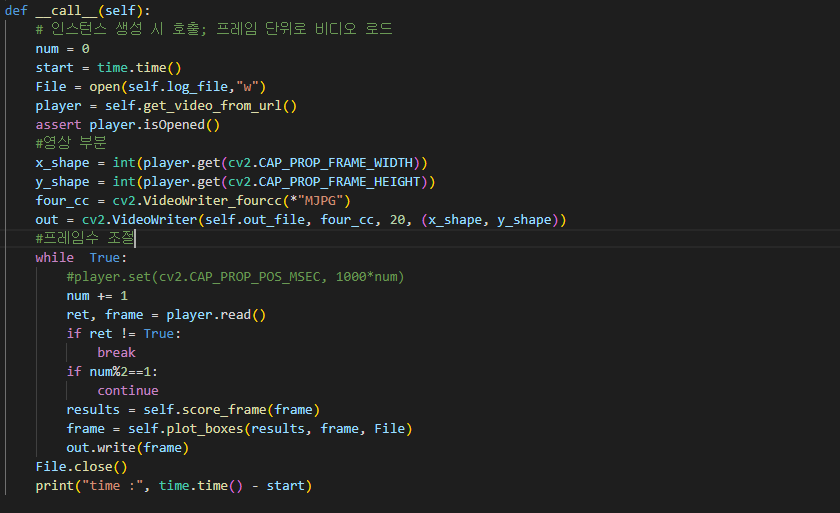 def __call__(self):
    # 인스턴스 생성 시 호출; 프레임 단위로 비디오 로드
    num = 0
    start = time.time()
    File = open(self.log_file,"w")
    player = self.get_video_from_url()
    assert player.isOpened()
    #영상 부분
    x_shape = int(player.get(cv2.CAP_PROP_FRAME_WIDTH))
    y_shape = int(player.get(cv2.CAP_PROP_FRAME_HEIGHT))
    four_cc = cv2.VideoWriter_fourcc(*"MJPG")
    out = cv2.VideoWriter(self.out_file, four_cc, 20, (x_shape, y_shape))
    #프레임수 조절
    while  True:
        #player.set(cv2.CAP_PROP_POS_MSEC, 1000*num)
        num += 1
        ret, frame = player.read()
        if ret != True:
            break
        if num%2==1:
            continue
        results = self.score_frame(frame)
        frame = self.plot_boxes(results, frame, File)
        out.write(frame)
    File.close()
    print("time :", time.time() - start)